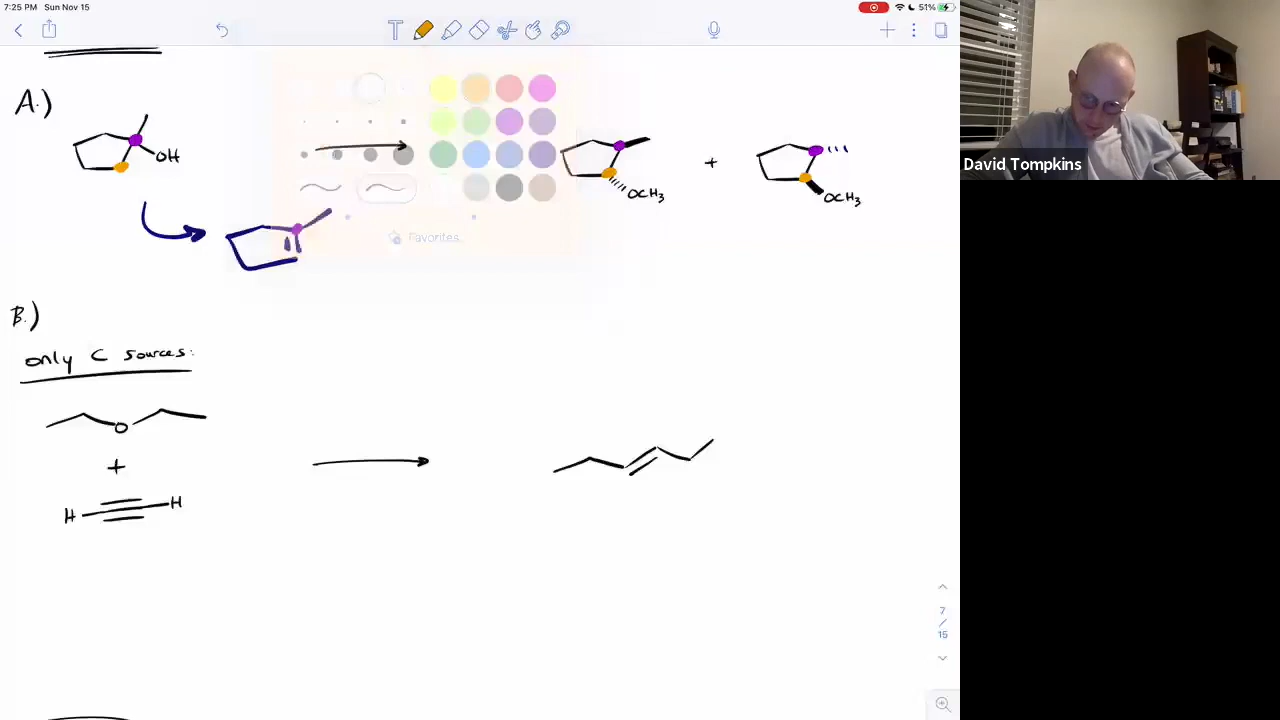 7:25 PM Sun Nov 15
51%
T
A.)
OH
+
OCH3
OCH3
Favorites
B.)
only C sources:
O
+
H H
David Tompkins
7
/
15